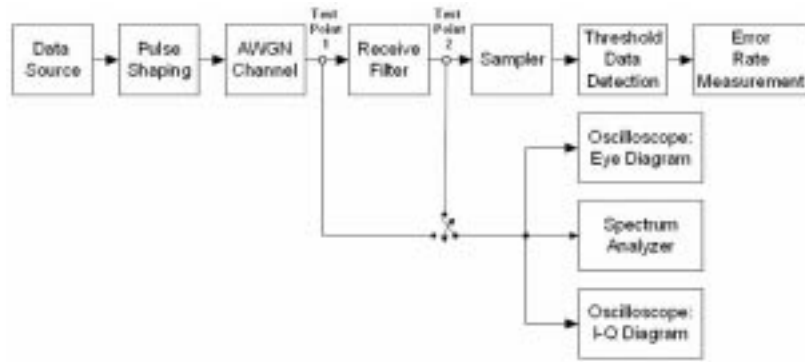 Test
Point
1
Test
Point
2
Data
Source
Pulse
Shaping
AWGN
Channel
Receive
Filter
Sampler
Threshold
Data
Detection
Error
Rate
Measurement
Oscilloscope:
Eye Diagram
Spectrum
Analyzer
Oscilloscope:
I-Q Diagram